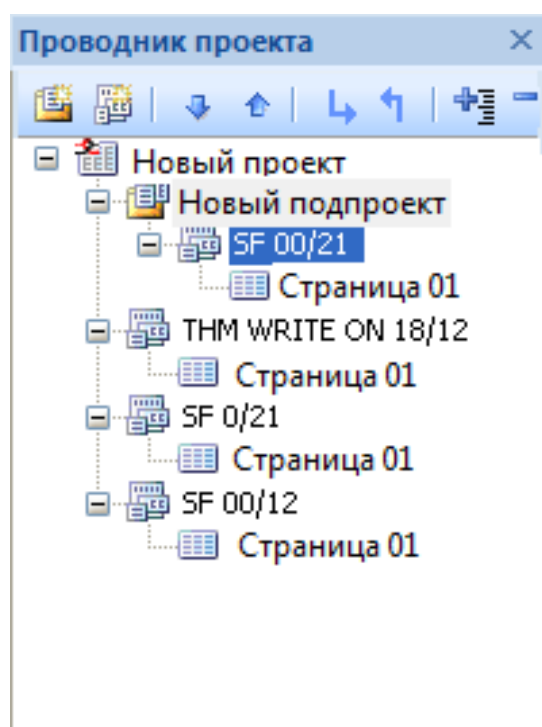 Проводник проекта
Новый проект
Новый подпроект
SF 00/21
Страница 01
THM WRITE ON 18/12
Страница 01
SF 0/21
Страница 01
SF 00/12
Страница 01